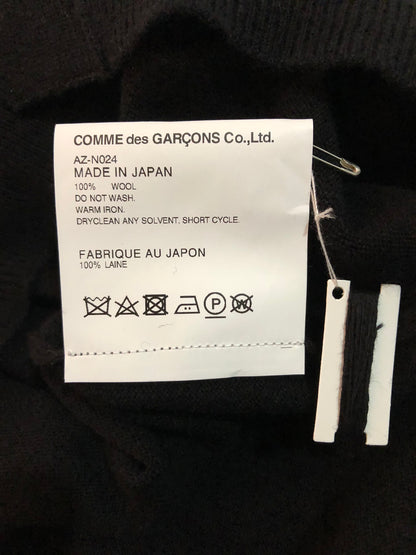 COMME des GARÇONS Co.,Ltd.
AZ-N024
MADE IN JAPAN
100% WOOL
DO NOT WASH.
WARM IRON.
DRYCLEAN ANY SOLVENT. SHORT CYCLE.
FABRIQUE AU JAPON
100% LAINE